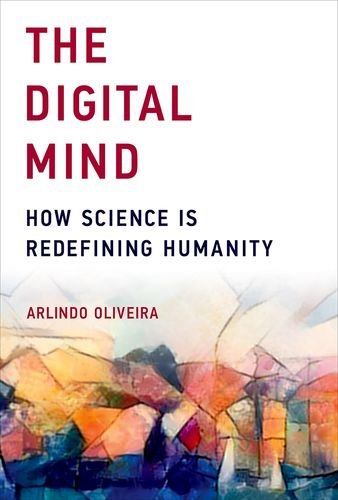 THE
DIGITAL
MIND
HOW SCIENCE IS
REDEFINING HUMANITY
ARLINDO OLIVEIRA